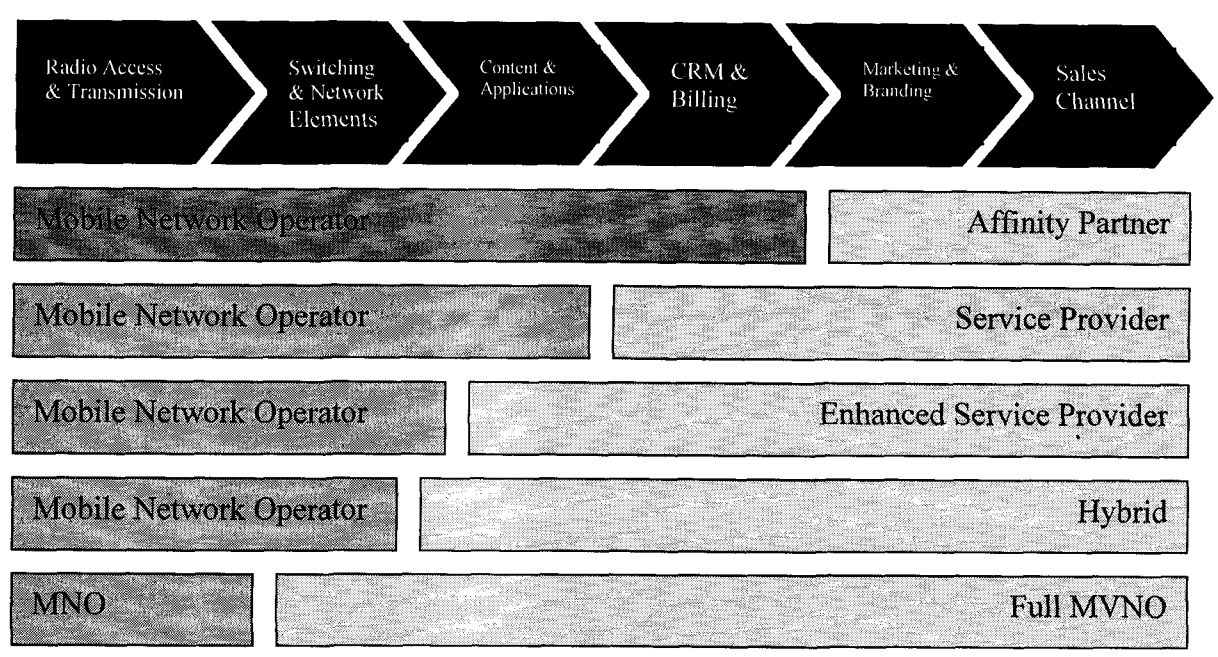 Radio Access
& Transmission
Switching
& Network
Elements
Content &
Applications
CRM &
Billing
Marketing &
Branding
Sales
Channel
Mobile Network Operator
Affinity Partner
Mobile Network Operator
Service Provider
Mobile Network Operator
Enhanced Service Provider
Mobile Network Operator
Hybrid
MNO
Full MVNO